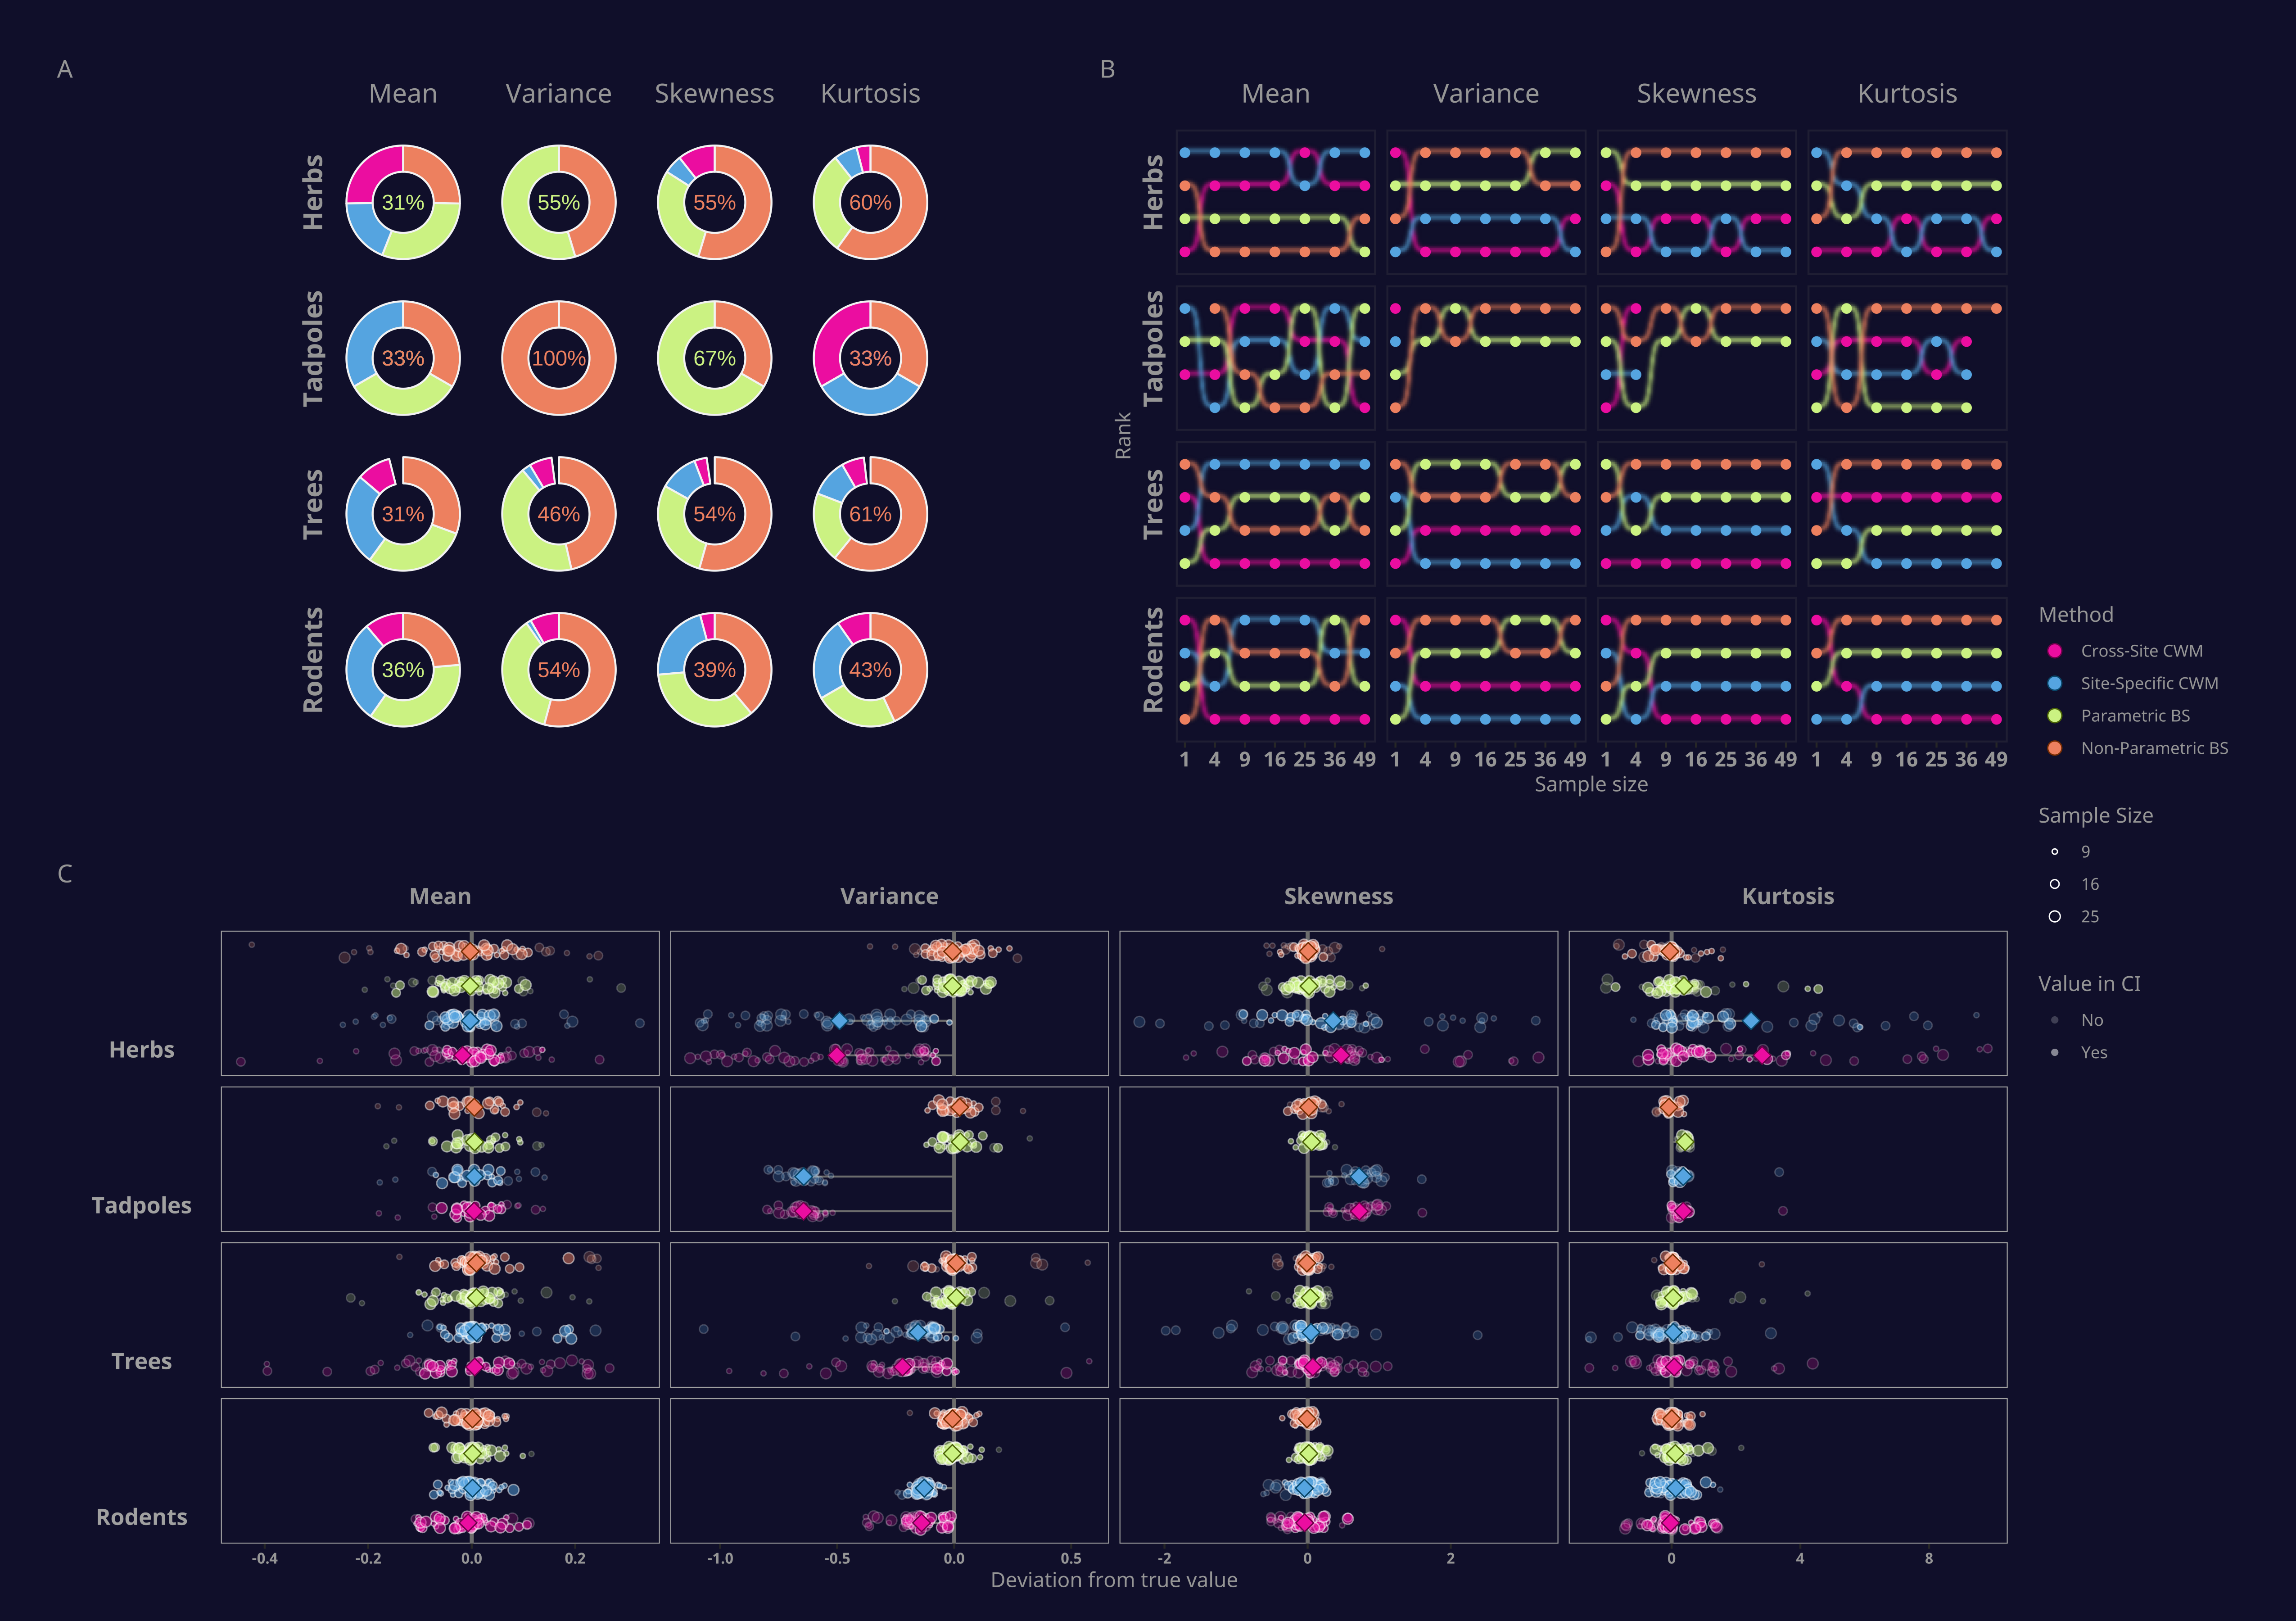 A
Mean Variance Skewness Kurtosis
Herbs
31% 55% 55% 60%
Tadpoles
33% 100% 67% 33%
Trees
31% 46% 54% 61%
Rodents
36% 54% 39% 43%
B
Mean Variance Skewness Kurtosis
Rank
Herbs
Tadpoles
Trees
Rodents
1 4 9 16 25 36 49 1 4 9 16 25 36 49 1 4 9 16 25 36 49 1 4 9 16 25 36 49
Sample size
Method
Cross-Site CWM
Site-Specific CWM
Parametric BS
Non-Parametric BS
Sample Size
9
16
25
Value in CI
No
Yes
C
Mean Variance Skewness Kurtosis
Herbs
Tadpoles
Trees
Rodents
-0.4 -0.2 0.0 0.2 -1.0 -0.5 0.0 0.5 -2 0 2 0 4 8
Deviation from true value